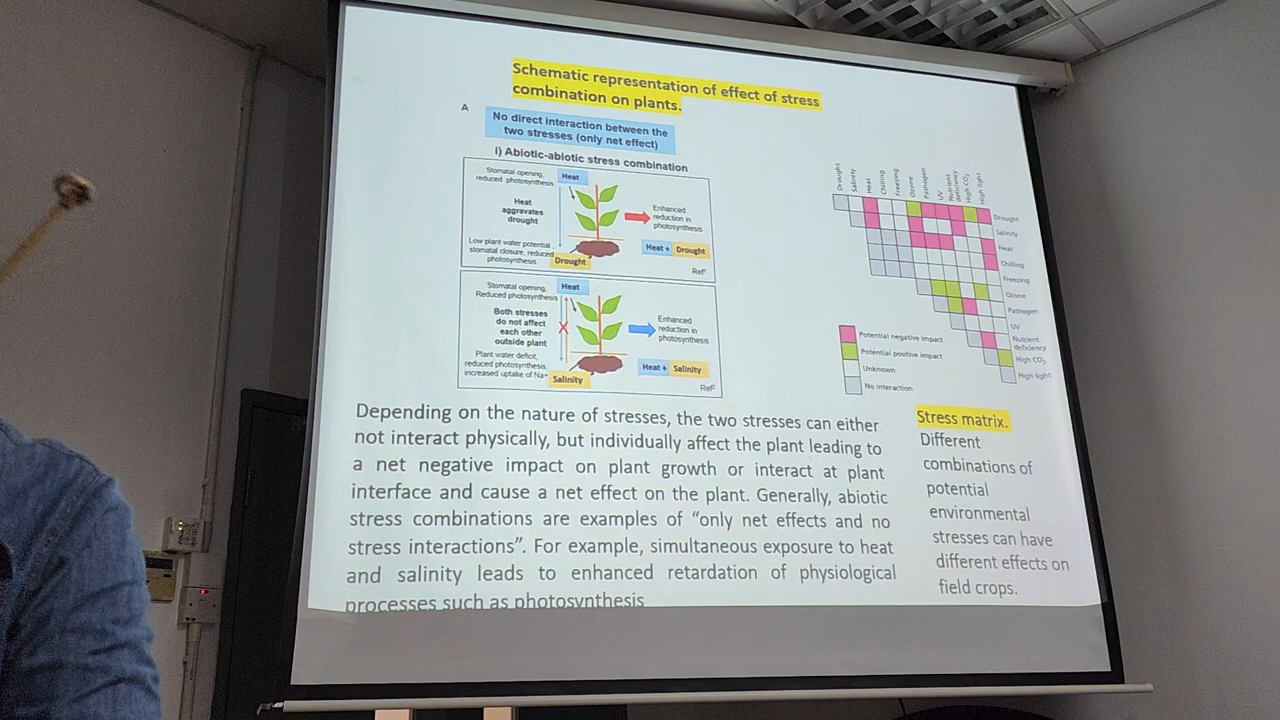 Schematic representation of effect of stress
combination on plants.
A
No direct interaction between the
two stresses (only net effect)
i) Abiotic-abiotic stress combination
Stomatal opening,
reduced photosynthesis
Heat
Heat
aggravates
drought
Enhanced
reduction in
photosynthesis
Low plant water potential,
stomatal closure, reduced
photosynthesis
Drought
Heat + Drought
Ref¹
Stomatal opening,
Reduced photosynthesis
Heat
Both stresses
do not affect
each other
outside plant
Enhanced
reduction in
photosynthesis
Plant water deficit,
reduced photosynthesis,
increased uptake of Na+
Salinity
Heat + Salinity
Ref²
Drought
Salinity
Heat
Chilling
Freezing
Ozone
Pathogen
UV
Nutrient
deficiency
High CO₂
High light
Drought
Salinity
Heat
Chilling
Freezing
Ozone
Pathogen
UV
Nutrient
deficiency
High CO₂
High light
Potential negative impact
Potential positive impact
Unknown
No interaction
Depending on the nature of stresses, the two stresses can either
not interact physically, but individually affect the plant leading to
a net negative impact on plant growth or interact at plant
interface and cause a net effect on the plant. Generally, abiotic
stress combinations are examples of “only net effects and no
stress interactions”. For example, simultaneous exposure to heat
and salinity leads to enhanced retardation of physiological
processes such as photosynthesis
Stress matrix.
Different
combinations of
potential
environmental
stresses can have
different effects on
field crops.